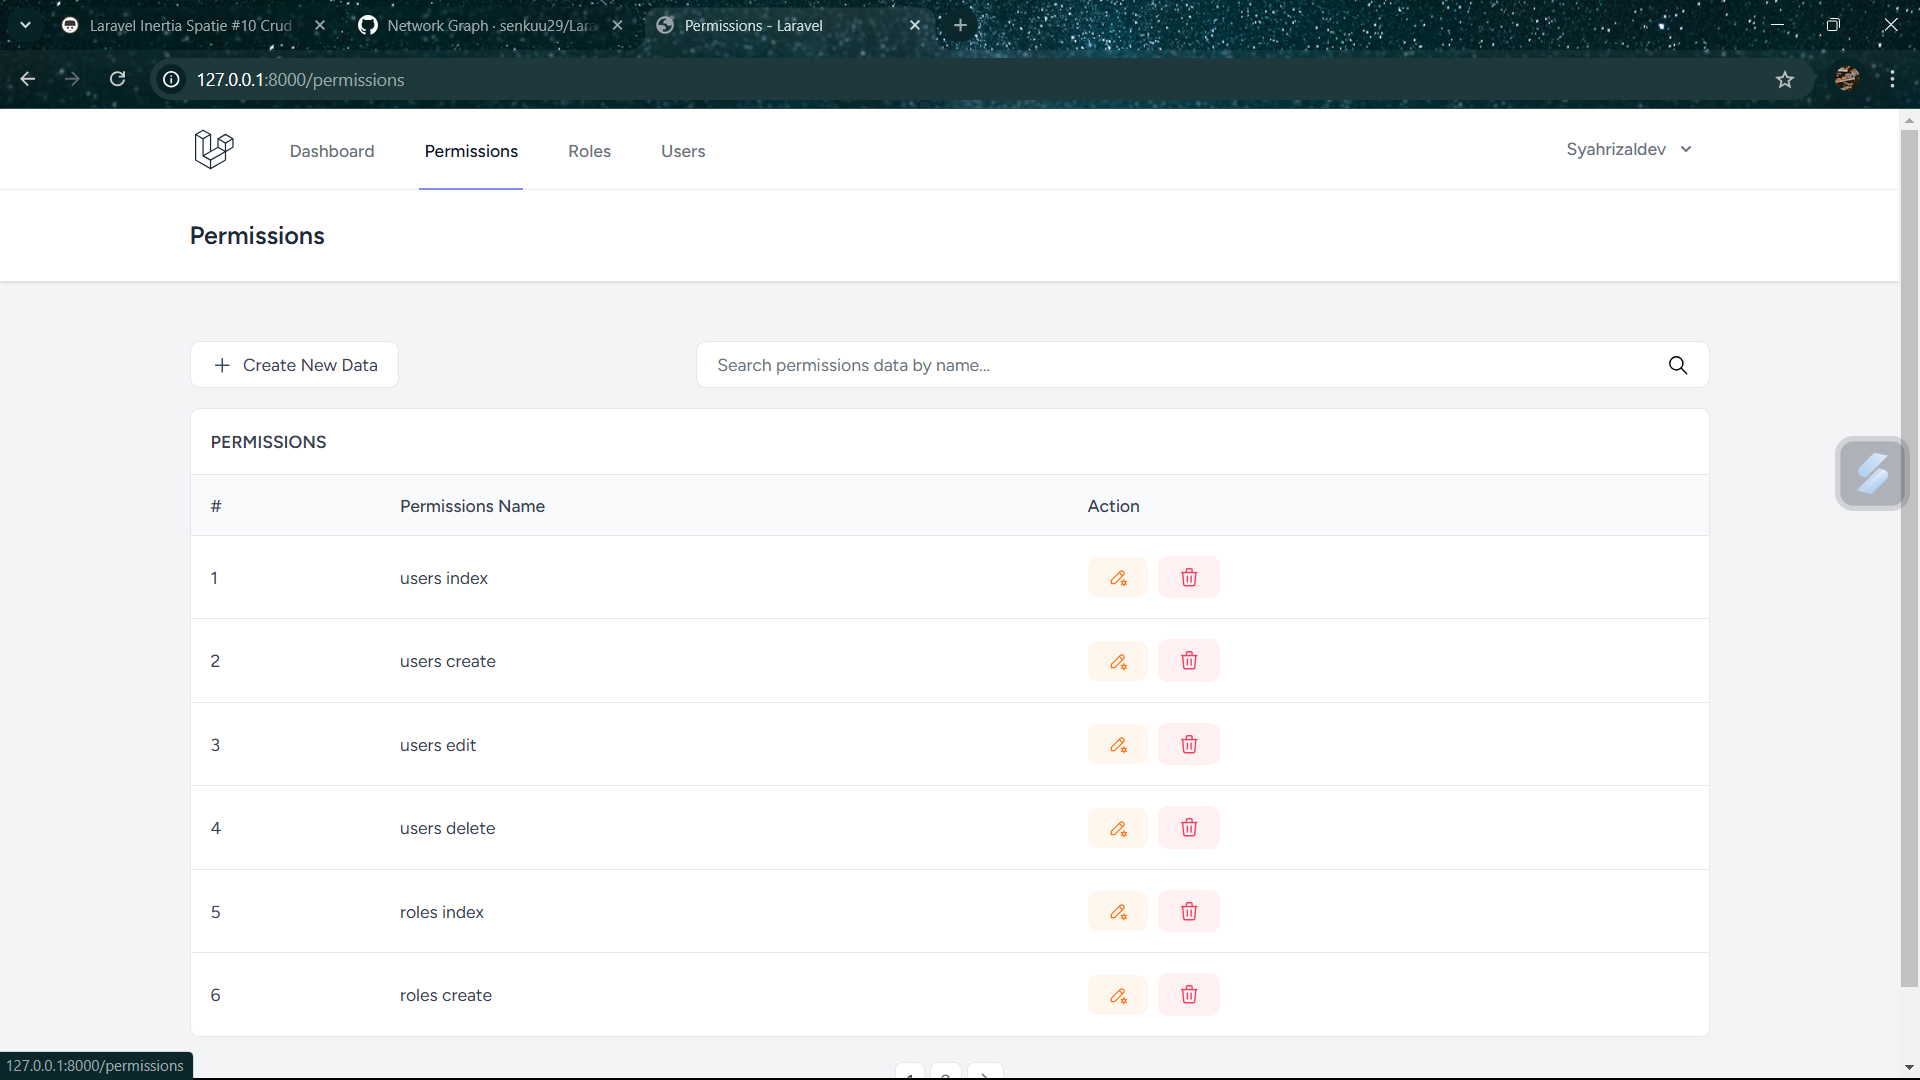 Laravel Inertia Spatie #10 Crud
Network Graph · senkuu29/Lara
Permissions - Laravel
127.0.0.1:8000/permissions
Dashboard
Permissions
Roles
Users
Syahrizaldev
Permissions
Create New Data
Search permissions data by name...
PERMISSIONS
# Permissions Name Action
1 users index
2 users create
3 users edit
4 users delete
5 roles index
6 roles create
127.0.0.1:8000/permissions